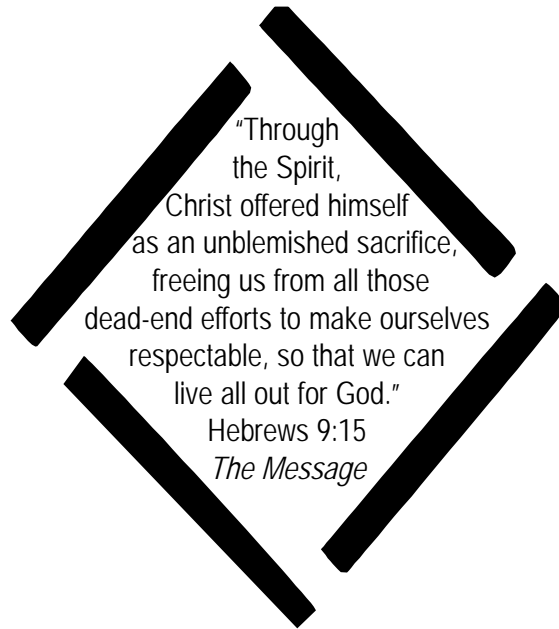 “Through
the Spirit,
Christ offered himself
as an unblemished sacrifice,
freeing us from all those
dead-end efforts to make ourselves
respectable, so that we can
live all out for God.”
Hebrews 9:15
The Message